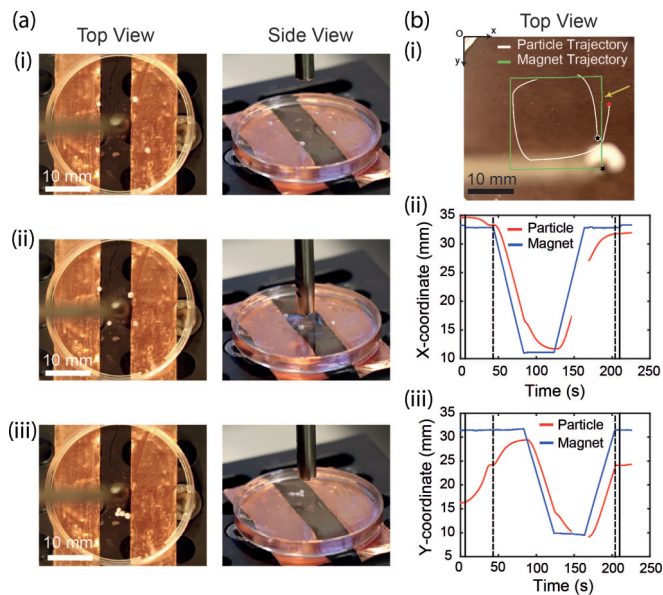 (a)
Top View
Side View
(i)
10 mm
(ii)
10 mm
(iii)
10 mm
(b)
Top View
(i)
0
x
y
Particle Trajectory
Magnet Trajectory
10 mm
(ii)
35
30
25
20
15
10
X-coordinate (mm)
Particle
Magnet
0
50
100
150
200
250
Time (s)
(iii)
35
30
25
20
15
10
5
Y-coordinate (mm)
Particle
Magnet
0
50
100
150
200
250
Time (s)